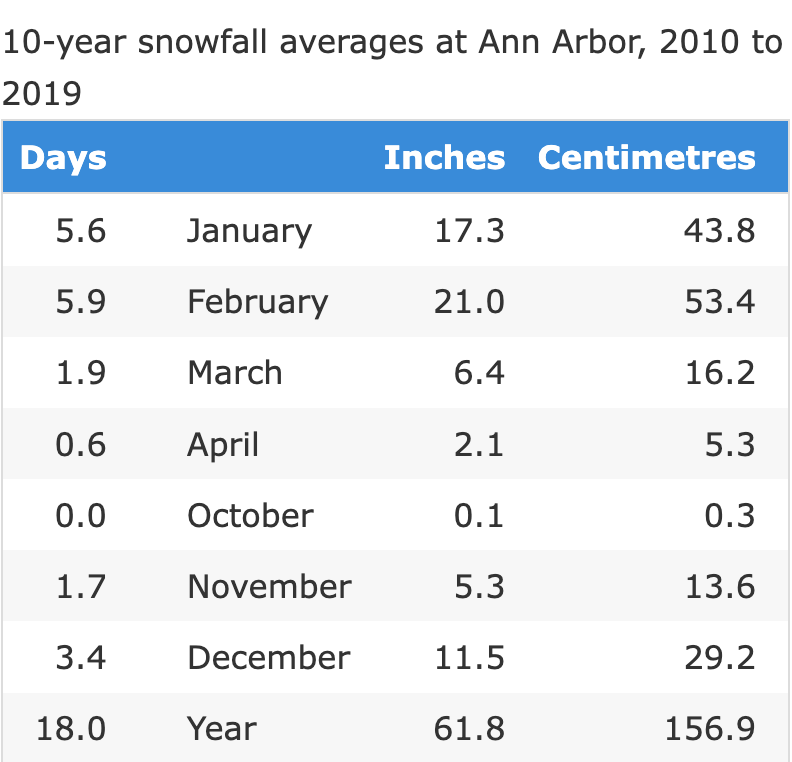 10-year snowfall averages at Ann Arbor, 2010 to
2019
Days Inches Centimetres
5.6 January 17.3 43.8
5.9 February 21.0 53.4
1.9 March 6.4 16.2
0.6 April 2.1 5.3
0.0 October 0.1 0.3
1.7 November 5.3 13.6
3.4 December 11.5 29.2
18.0 Year 61.8 156.9